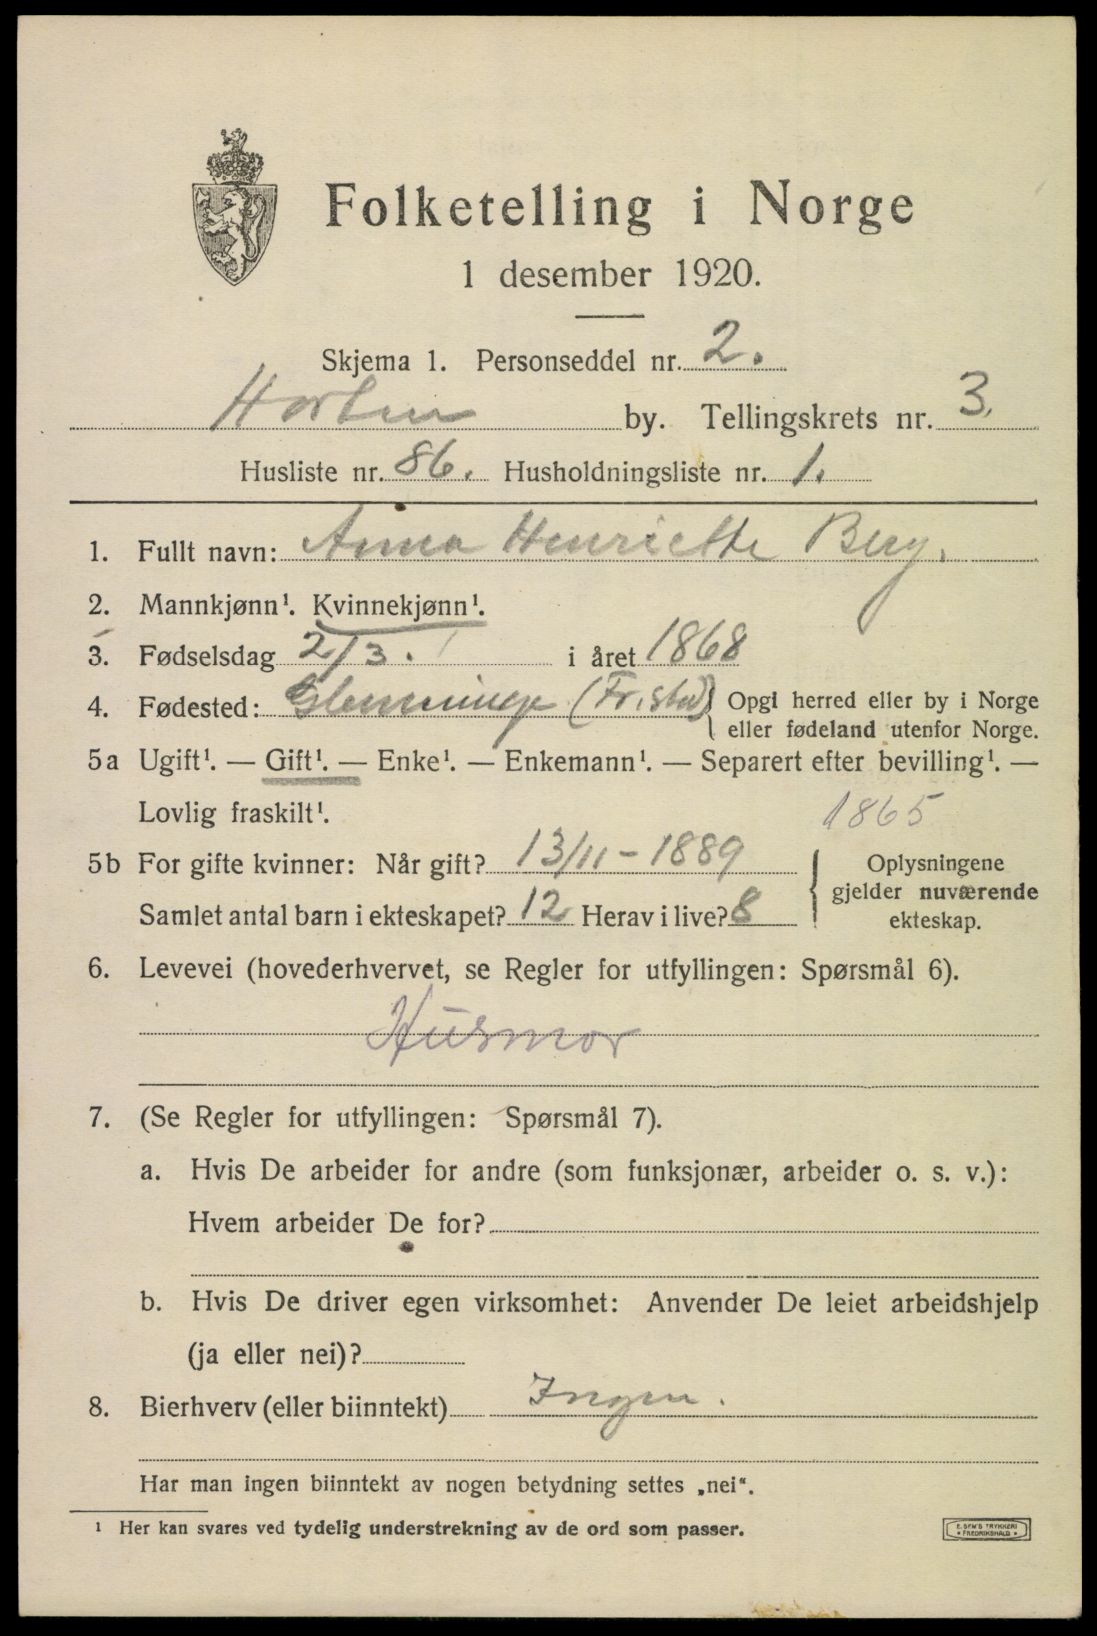 Folketelling i Norge
1 desember 1920.
Skjema 1. Personseddel nr. 2.
Horten by. Tellingskrets nr. 3.
Husliste nr. 86. Husholdningsliste nr. 1.
1. Fullt navn: Anna Henriette Berg.
2. Mannkjønn¹. Kvinnekjønn¹.
3. Fødselsdag 2/3. i året 1868
4. Fødested: Glemminge (Fr.stad) Opgi herred eller by i Norge
eller fødeland utenfor Norge.
5a Ugift¹. — Gift¹. — Enke¹. — Enkemann¹. — Separert efter bevilling¹. —
Lovlig fraskilt¹. 1865
5b For gifte kvinner: Når gift? 13/11 - 1889 Oplysningene
gjelder nuværende
Samlet antal barn i ekteskapet? 12 Herav i live? 8 ekteskap.
6. Levevei (hovederhvervet, se Regler for utfyllingen: Spørsmål 6).
Husmor
7. (Se Regler for utfyllingen: Spørsmål 7).
a. Hvis De arbeider for andre (som funksjonær, arbeider o. s. v.):
Hvem arbeider De for?
b. Hvis De driver egen virksomhet: Anvender De leiet arbeidshjelp
(ja eller nei)?
8. Bierhverv (eller biinntekt) Ingen.
Har man ingen biinntekt av nogen betydning settes „nei“.
¹ Her kan svares ved tydelig understrekning av de ord som passer.
E. SEM'S TRYKKERI
• FREDRIKSHALD •